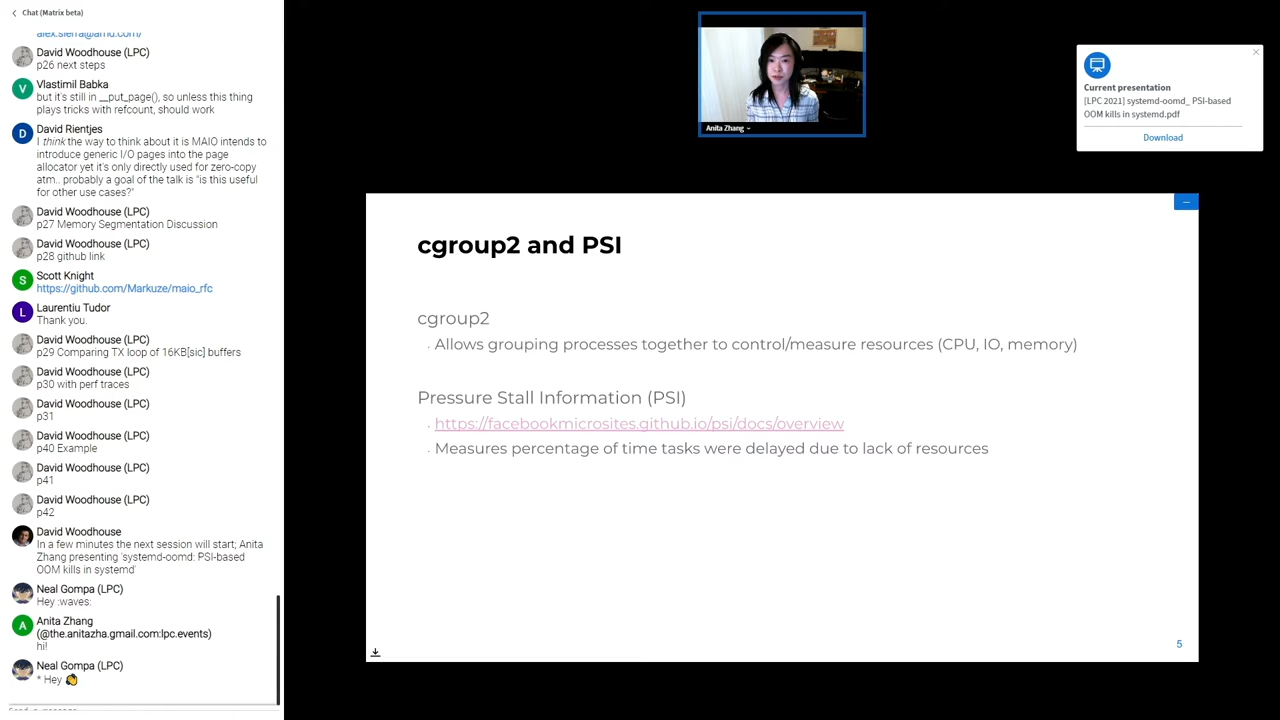 Chat (Matrix beta)
alex.sierra@amd.com/
David Woodhouse (LPC)
p26 next steps
Vlastimil Babka
but it's still in __put_page(), so unless this thing
plays tricks with refcount, should work
David Rientjes
I think the way to think about it is MAIO intends to
introduce generic I/O pages into the page
allocator yet it's only directly used for zero-copy
atm.. probably a goal of the talk is "is this useful
for other use cases?"
David Woodhouse (LPC)
p27 Memory Segmentation Discussion
David Woodhouse (LPC)
p28 github link
Scott Knight
https://github.com/Markuze/maio_rfc
Laurentiu Tudor
Thank you.
David Woodhouse (LPC)
p29 Comparing TX loop of 16KB[sic] buffers
David Woodhouse (LPC)
p30 with perf traces
David Woodhouse (LPC)
p31
David Woodhouse (LPC)
p40 Example
David Woodhouse (LPC)
p41
David Woodhouse (LPC)
p42
David Woodhouse
In a few minutes the next session will start; Anita
Zhang presenting 'systemd-oomd: PSI-based
OOM kills in systemd'
Neal Gompa (LPC)
Hey :waves:
Anita Zhang
(@the.anitazha.gmail.com:lpc.events)
hi!
Neal Gompa (LPC)
* Hey 👋
Send a message
V
D
S
L
A
Anita Zhang
Current presentation
[LPC 2021] systemd-oomd_ PSI-based
OOM kills in systemd.pdf
Download
cgroup2 and PSI
cgroup2
· Allows grouping processes together to control/measure resources (CPU, IO, memory)
Pressure Stall Information (PSI)
· https://facebookmicrosites.github.io/psi/docs/overview
· Measures percentage of time tasks were delayed due to lack of resources
5